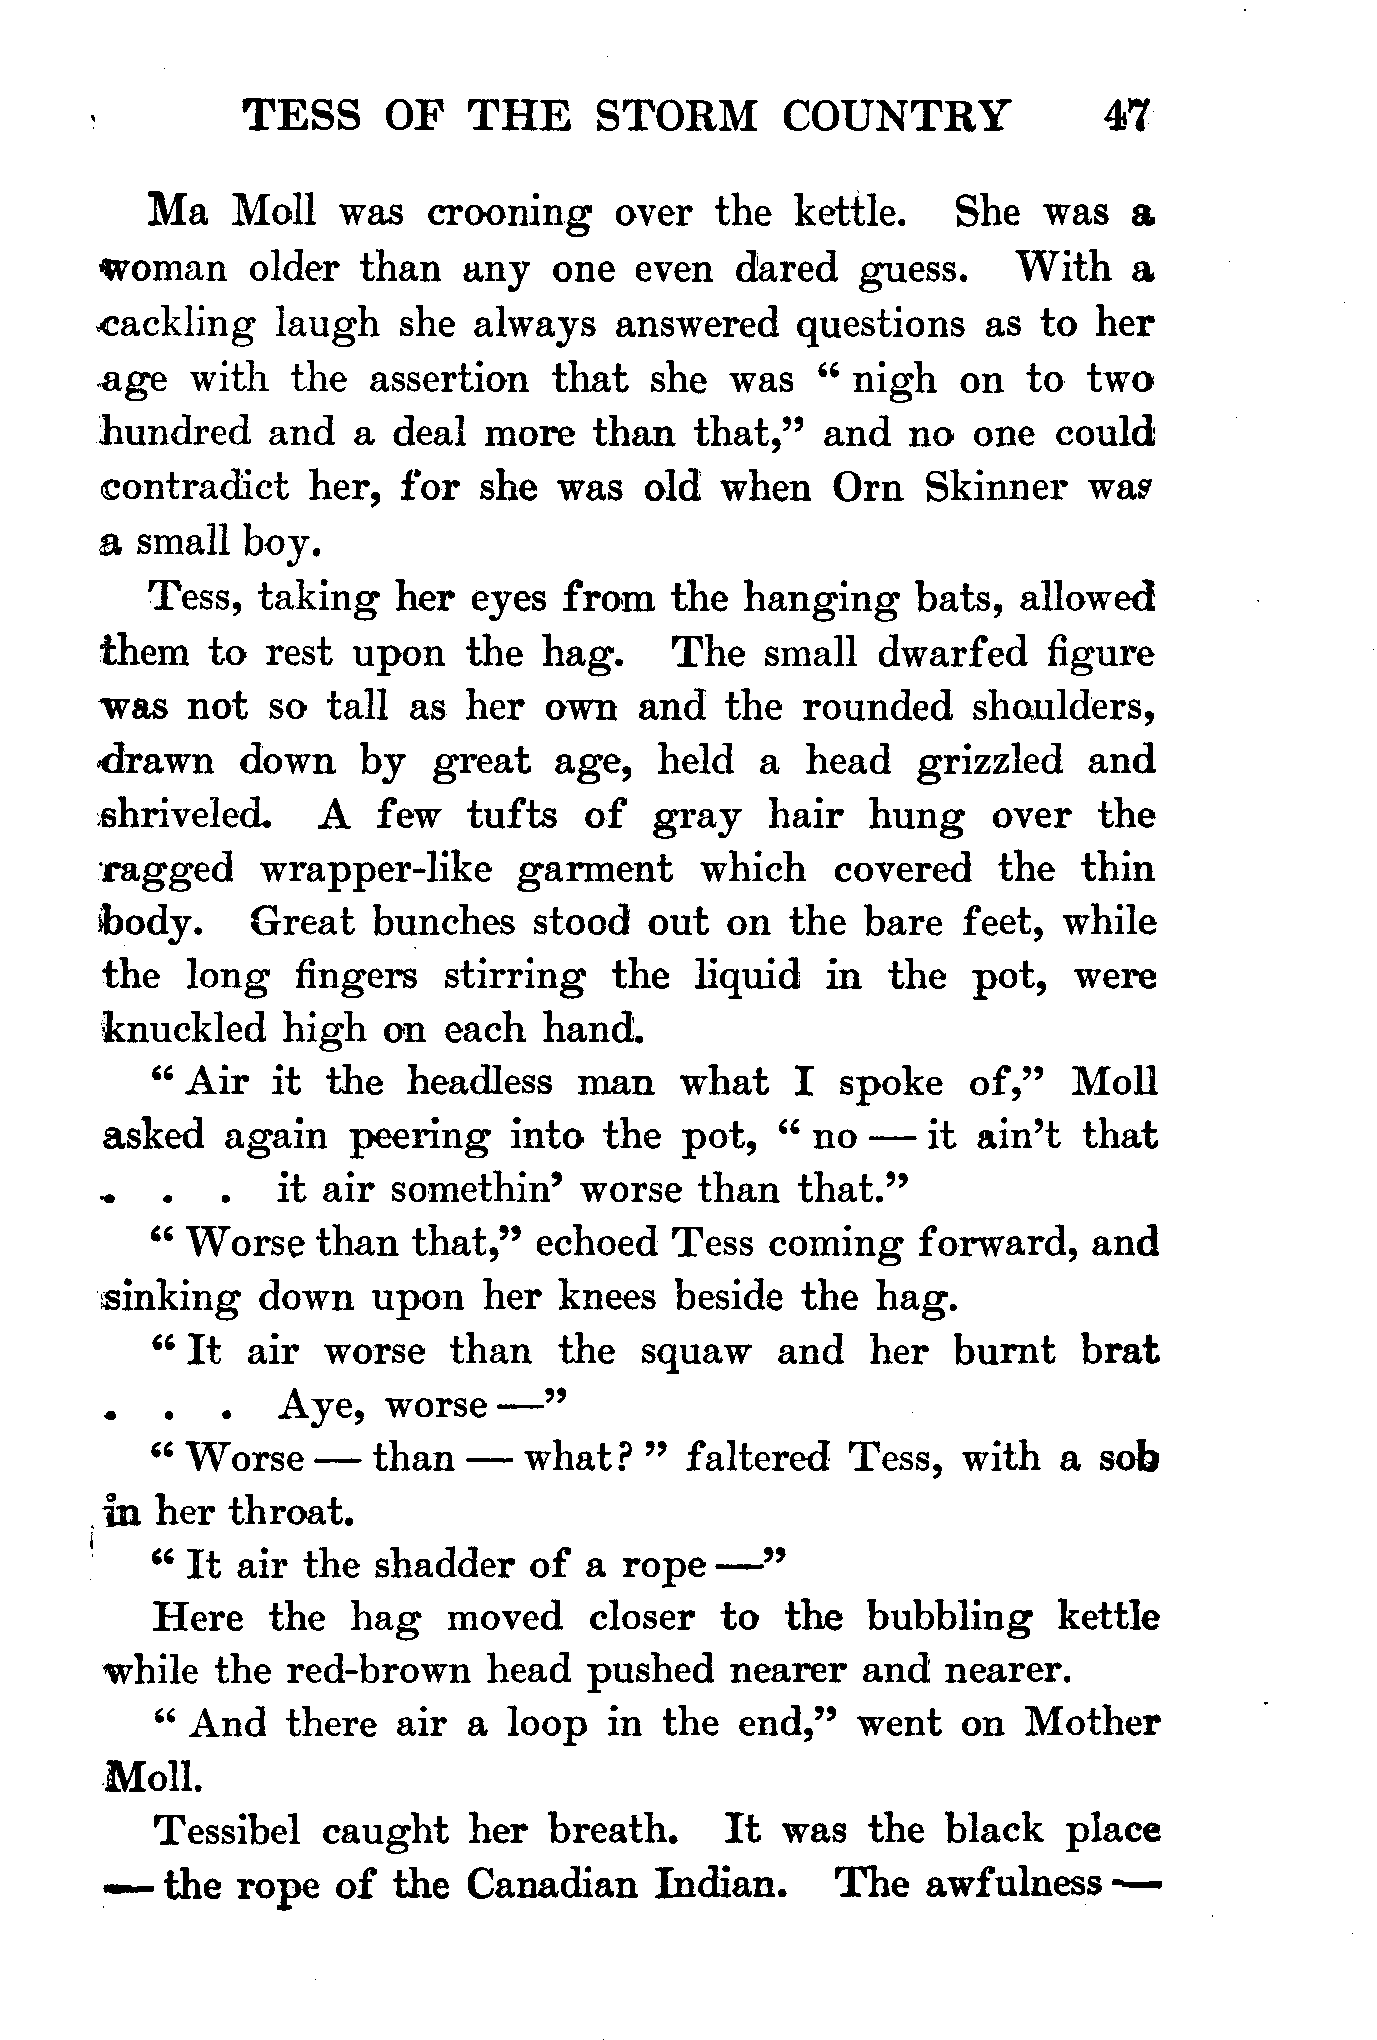 TESS OF THE STORM COUNTRY 47
Ma Moll was crooning over the kettle. She was a
woman older than any one even dared guess. With a
cackling laugh she always answered questions as to her
age with the assertion that she was “ nigh on to two
hundred and a deal more than that,” and no one could
contradict her, for she was old when Orn Skinner was
a small boy.
Tess, taking her eyes from the hanging bats, allowed
them to rest upon the hag. The small dwarfed figure
was not so tall as her own and the rounded shoulders,
drawn down by great age, held a head grizzled and
shriveled. A few tufts of gray hair hung over the
ragged wrapper-like garment which covered the thin
body. Great bunches stood out on the bare feet, while
the long fingers stirring the liquid in the pot, were
knuckled high on each hand.
“ Air it the headless man what I spoke of,” Moll
asked again peering into the pot, “ no — it ain’t that
. . . it air somethin’ worse than that.”
“ Worse than that,” echoed Tess coming forward, and
sinking down upon her knees beside the hag.
“ It air worse than the squaw and her burnt brat
. . . Aye, worse —”
“ Worse — than — what? ” faltered Tess, with a sob
in her throat.
“ It air the shadder of a rope —”
Here the hag moved closer to the bubbling kettle
while the red-brown head pushed nearer and nearer.
“ And there air a loop in the end,” went on Mother
Moll.
Tessibel caught her breath. It was the black place
— the rope of the Canadian Indian. The awfulness —